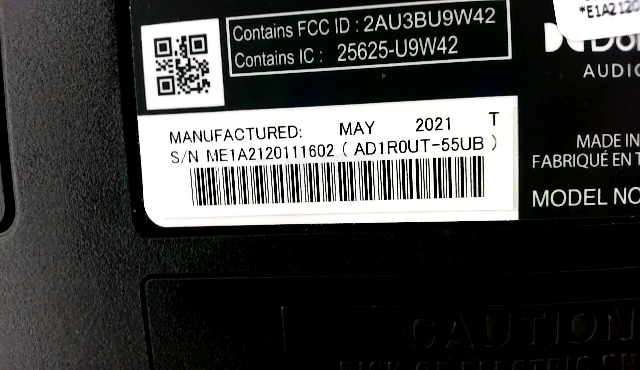 Contains FCC ID : 2AU3BU9W42
Contains IC : 25625-U9W42
AUDIO
MANUFACTURED: MAY 2021 T
S/N ME1A2120111602 ( AD1R0UT-55UB )
MADE IN
FABRIQUÉ EN T
MODEL NO
CAUTION